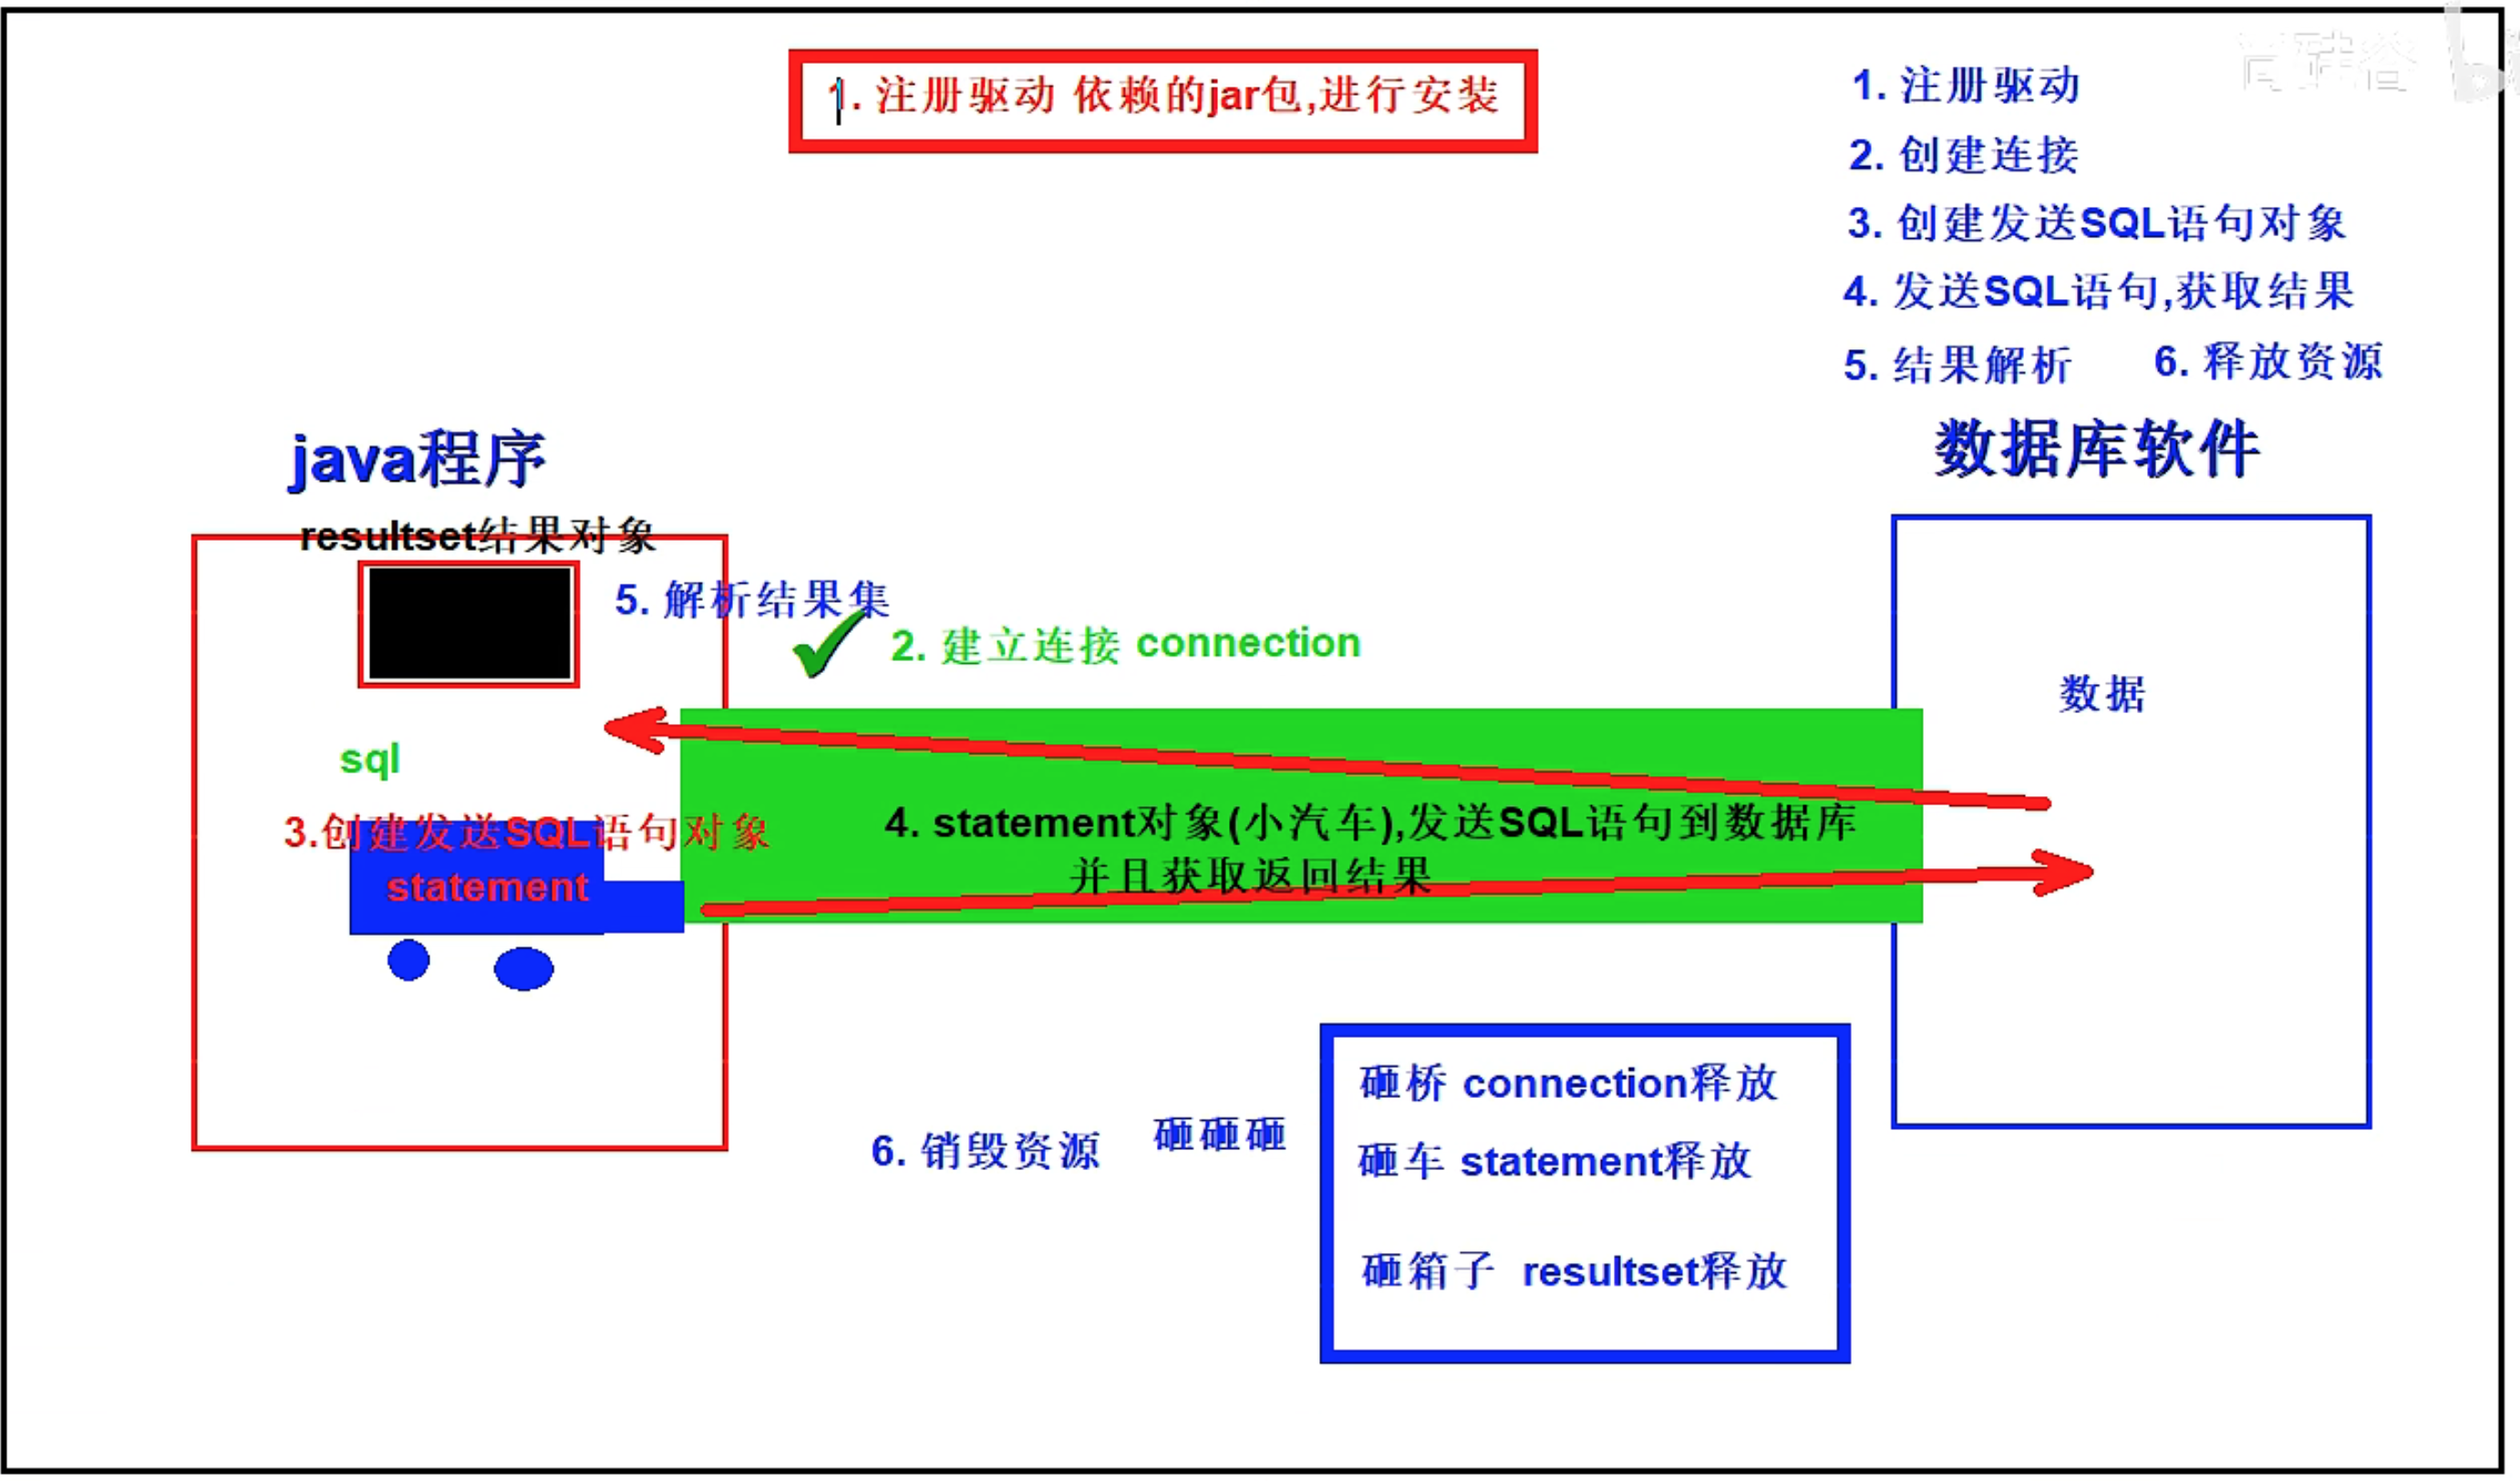 1. 注册驱动 依赖的jar包,进行安装
尚硅谷
1. 注册驱动
2. 创建连接
3. 创建发送SQL语句对象
4. 发送SQL语句,获取结果
5. 结果解析
6. 释放资源
java程序
数据库软件
resultset结果对象
5. 解析结果集
2. 建立连接 connection
数据
sql
3.创建发送SQL语句对象
statement
4. statement对象(小汽车),发送SQL语句到数据库
并且获取返回结果
6. 销毁资源
砸砸砸
砸桥 connection释放
砸车 statement释放
砸箱子 resultset释放